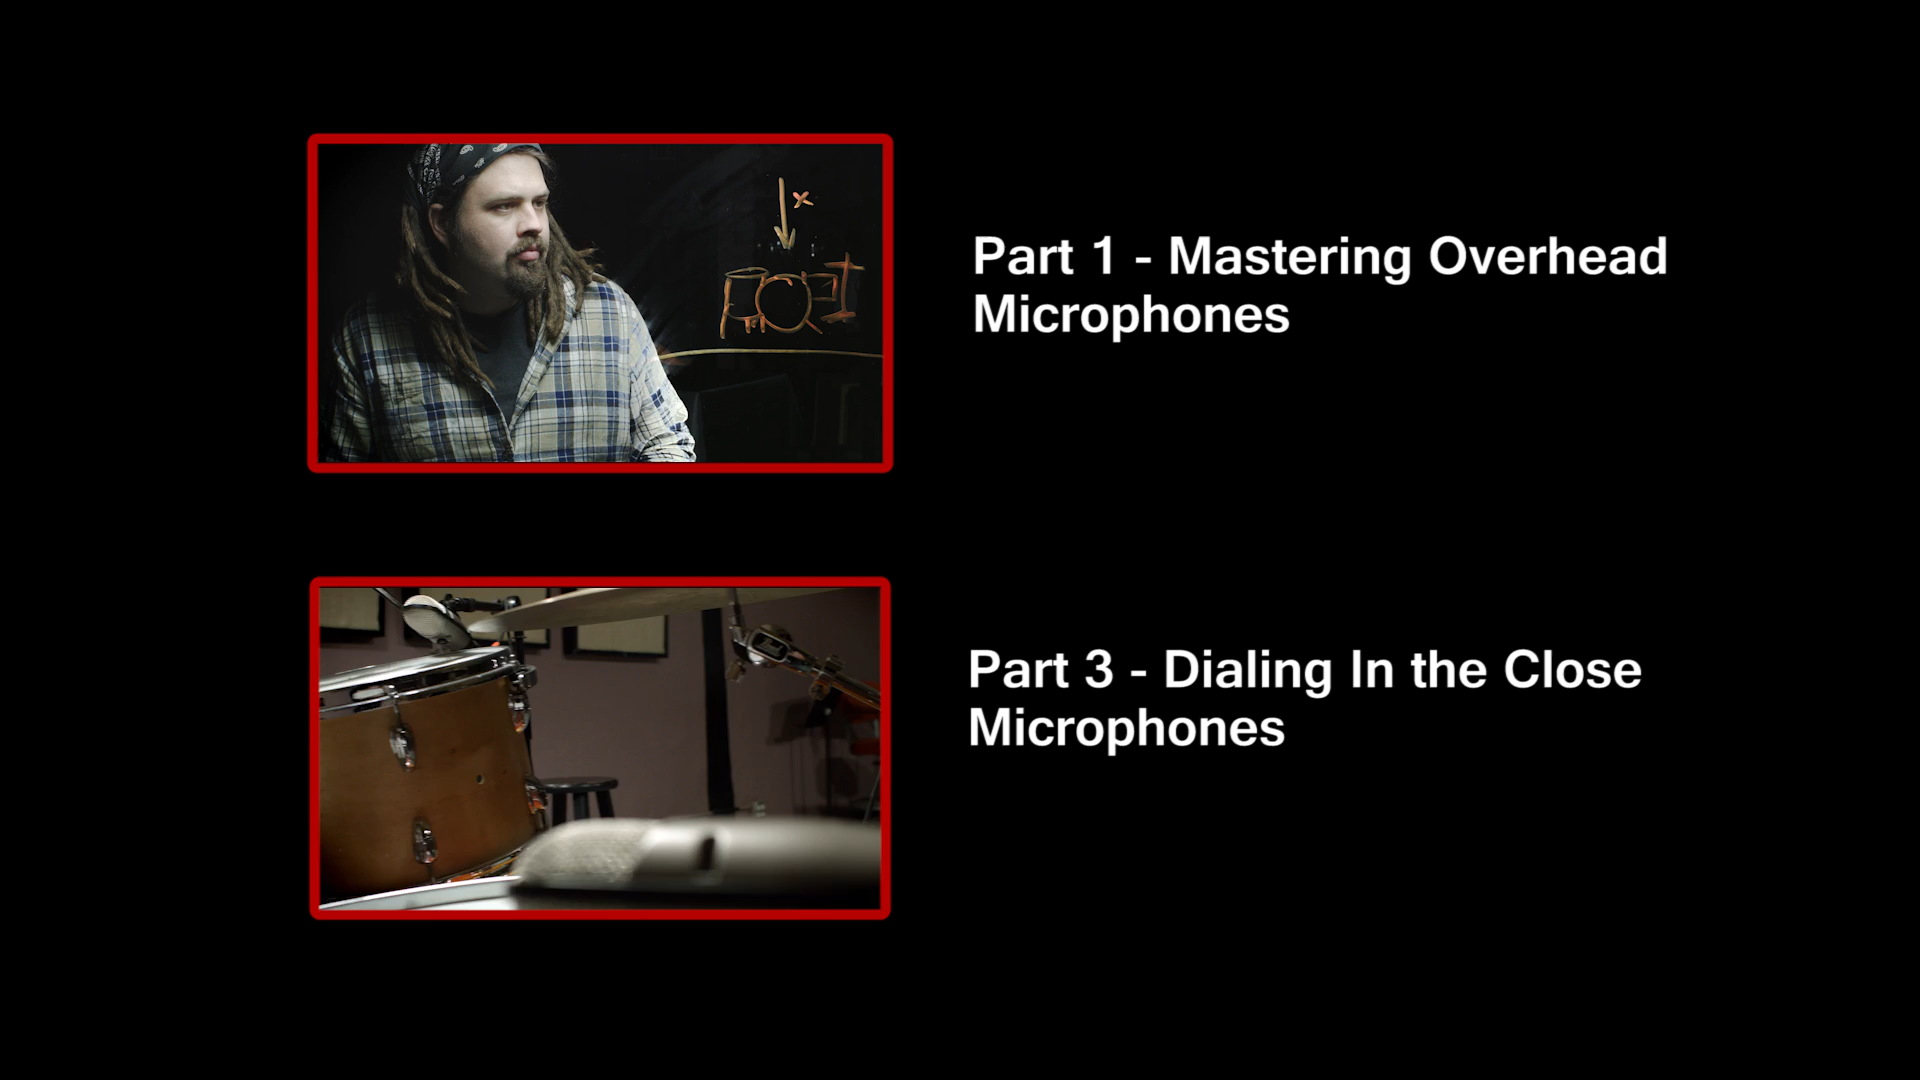 x
Part 1 - Mastering Overhead
Microphones
Part 3 - Dialing In the Close
Microphones